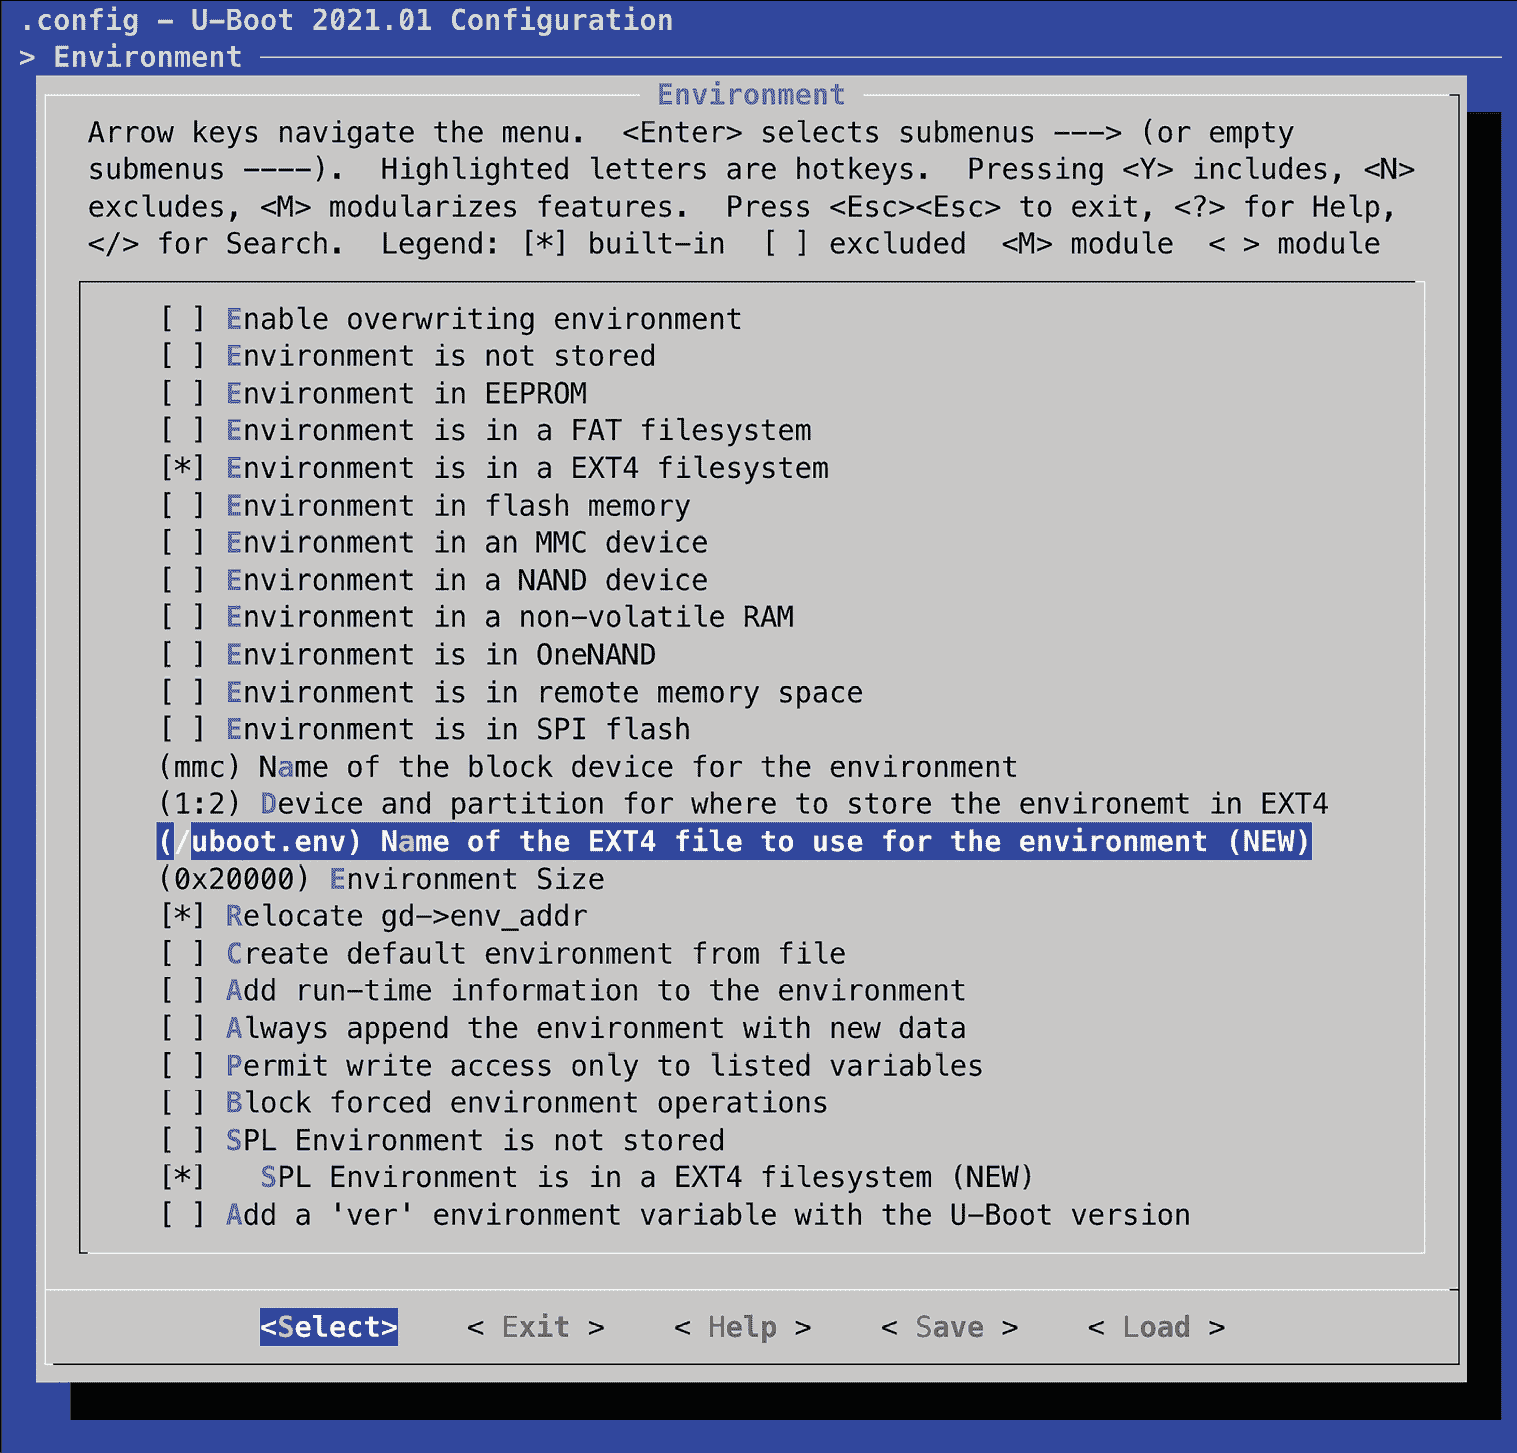 .config - U-Boot 2021.01 Configuration
> Environment
Environment
Arrow keys navigate the menu.  <Enter> selects submenus ---> (or empty
submenus ----).  Highlighted letters are hotkeys.  Pressing <Y> includes, <N>
excludes, <M> modularizes features.  Press <Esc><Esc> to exit, <?> for Help,
</> for Search.  Legend: [*] built-in  [ ] excluded  <M> module  < > module
[ ] Enable overwriting environment
[ ] Environment is not stored
[ ] Environment in EEPROM
[ ] Environment is in a FAT filesystem
[*] Environment is in a EXT4 filesystem
[ ] Environment in flash memory
[ ] Environment in an MMC device
[ ] Environment in a NAND device
[ ] Environment in a non-volatile RAM
[ ] Environment is in OneNAND
[ ] Environment is in remote memory space
[ ] Environment is in SPI flash
(mmc) Name of the block device for the environment
(1:2) Device and partition for where to store the environemt in EXT4
(/uboot.env) Name of the EXT4 file to use for the environment (NEW)
(0x20000) Environment Size
[*] Relocate gd->env_addr
[ ] Create default environment from file
[ ] Add run-time information to the environment
[ ] Always append the environment with new data
[ ] Permit write access only to listed variables
[ ] Block forced environment operations
[ ] SPL Environment is not stored
[*]   SPL Environment is in a EXT4 filesystem (NEW)
[ ] Add a 'ver' environment variable with the U-Boot version
<Select>    < Exit >    < Help >    < Save >    < Load >